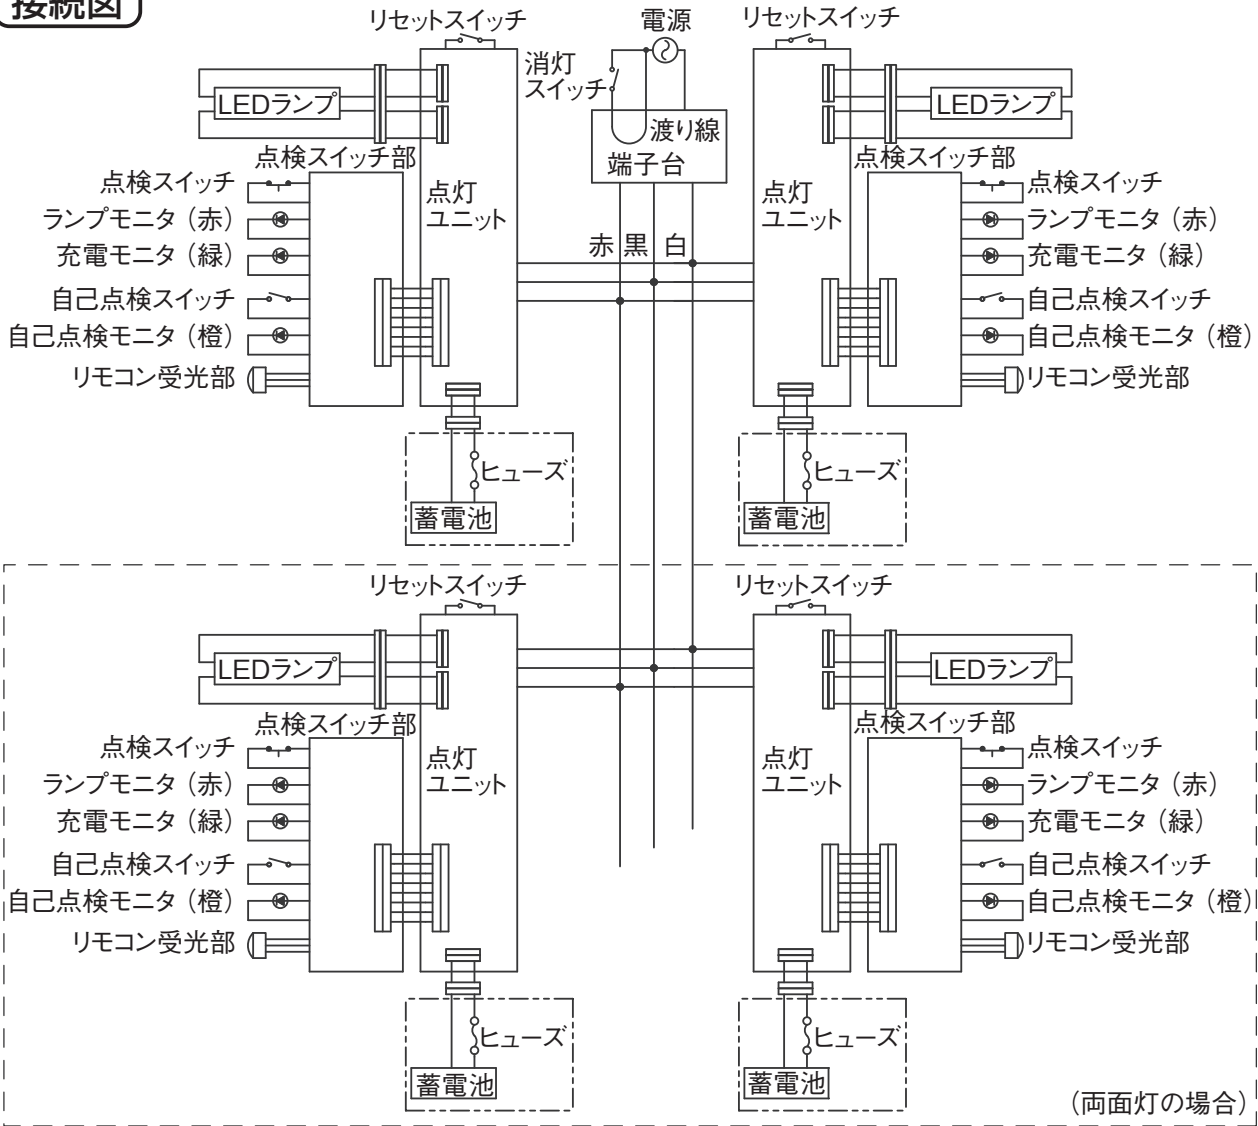 接続図
リセットスイッチ
電源
リセットスイッチ
消灯
スイッチ
LEDランプ
渡り線
端子台
LEDランプ
点検スイッチ部
点検スイッチ
ランプモニタ（赤）
充電モニタ（緑）
自己点検スイッチ
自己点検モニタ（橙）
リモコン受光部
点灯
ユニット
赤 黒 白
点灯
ユニット
点検スイッチ部
点検スイッチ
ランプモニタ（赤）
充電モニタ（緑）
自己点検スイッチ
自己点検モニタ（橙）
リモコン受光部
ヒューズ
蓄電池
ヒューズ
蓄電池
リセットスイッチ
リセットスイッチ
LEDランプ
LEDランプ
点検スイッチ部
点検スイッチ
ランプモニタ（赤）
充電モニタ（緑）
自己点検スイッチ
自己点検モニタ（橙）
リモコン受光部
点灯
ユニット
点灯
ユニット
点検スイッチ部
点検スイッチ
ランプモニタ（赤）
充電モニタ（緑）
自己点検スイッチ
自己点検モニタ（橙）
リモコン受光部
ヒューズ
蓄電池
ヒューズ
蓄電池
（両面灯の場合）